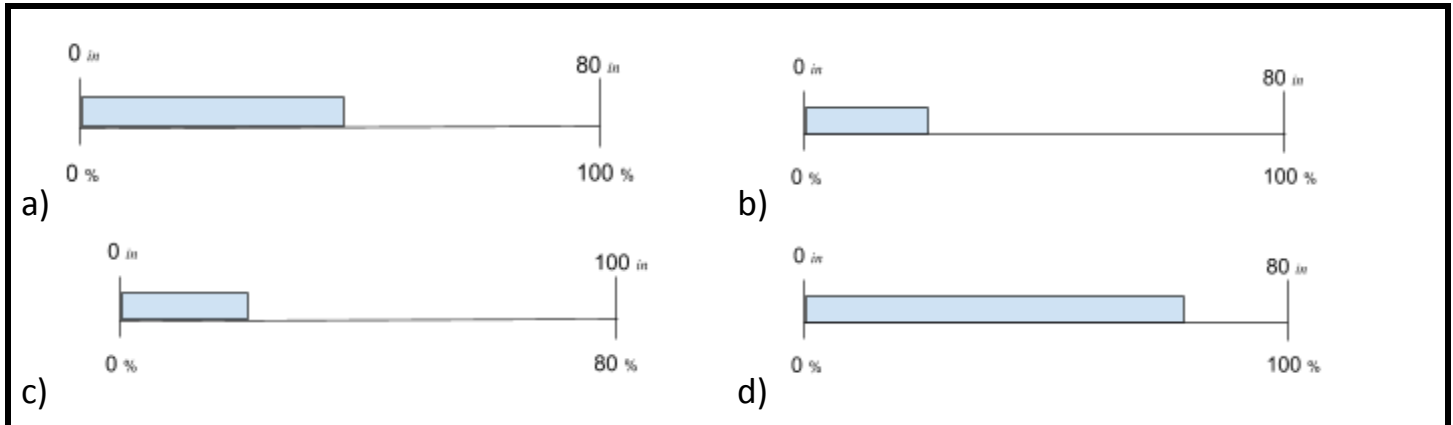 0 in 80 in
0 % 100 %
a)
0 in 80 in
0 % 100 %
b)
0 in 100 in
0 % 80 %
c)
0 in 80 in
0 % 100 %
d)